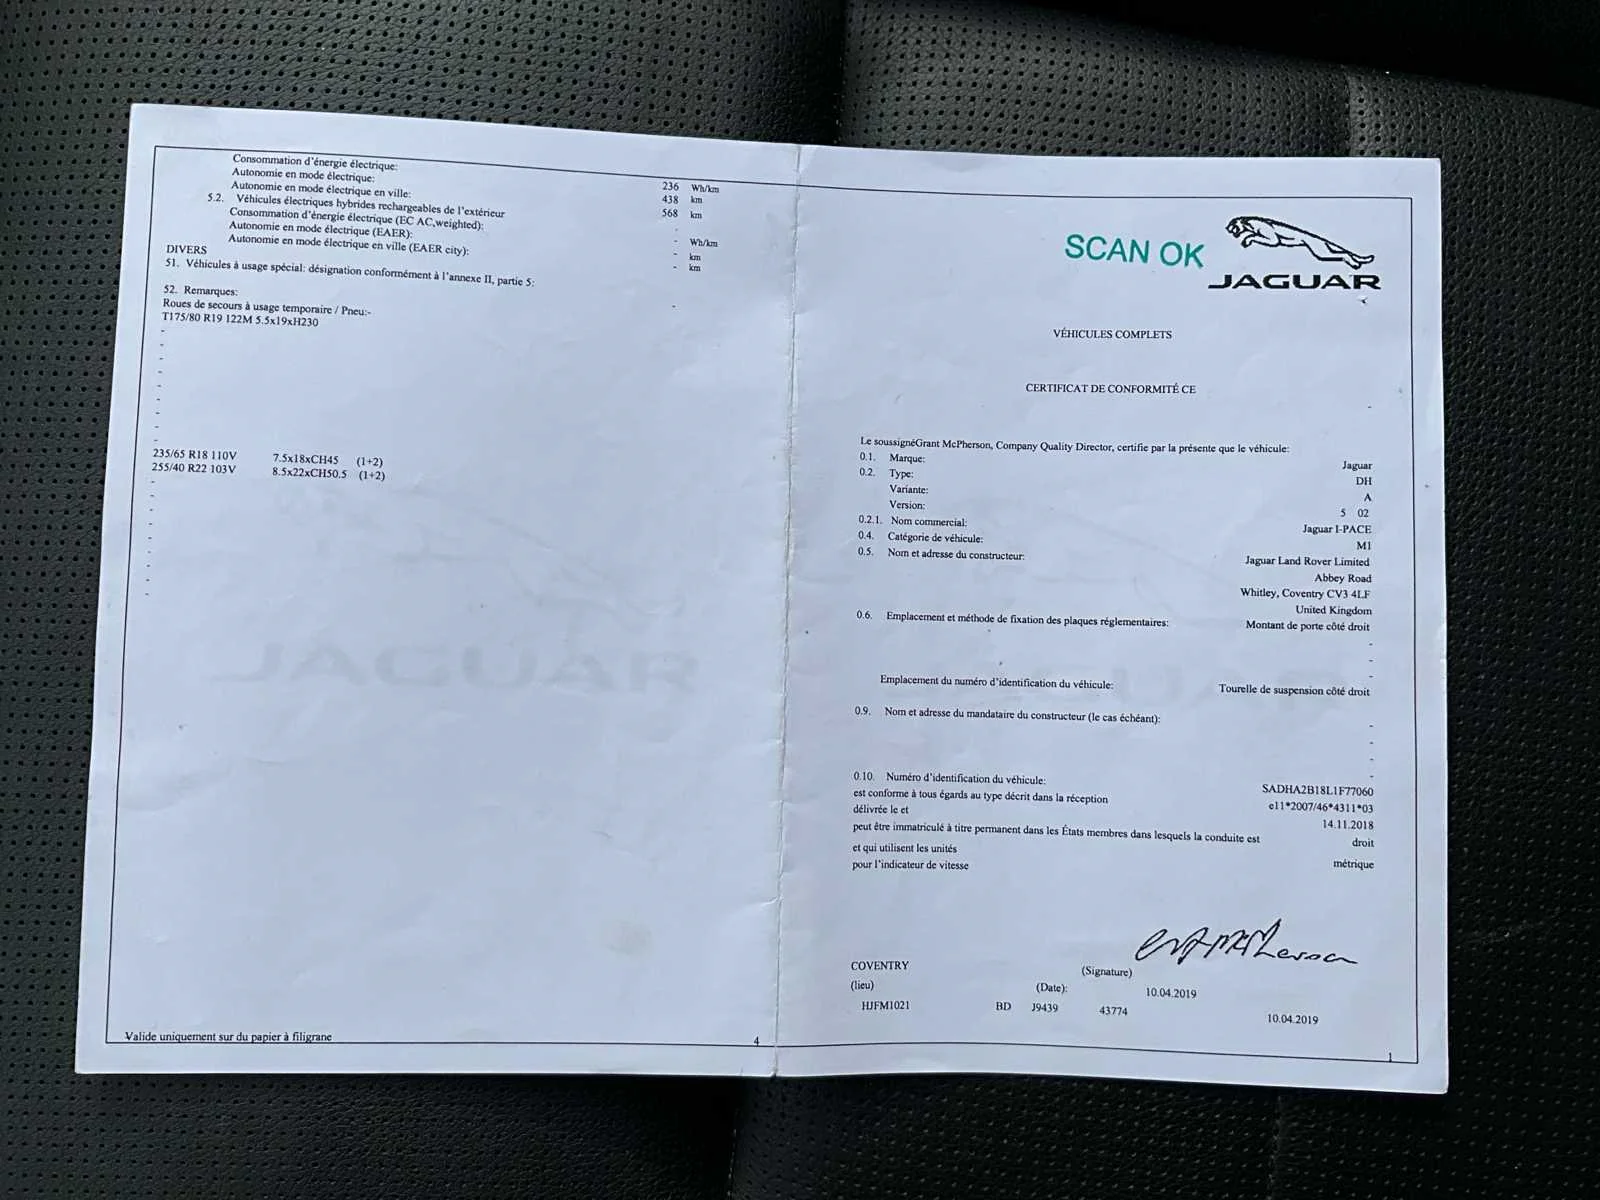 Consommation d'énergie électrique: 236 Wh/km
Autonomie en mode électrique: 438 km
Autonomie en mode électrique en ville: 568 km
5.2. Véhicules électriques hybrides rechargeables de l'extérieur -
Consommation d'énergie électrique (EC AC,weighted): - Wh/km
Autonomie en mode électrique (EAER): - km
Autonomie en mode électrique en ville (EAER city): - km
DIVERS
51. Véhicules à usage spécial: désignation conformément à l'annexe II, partie 5: -
52. Remarques:
Roues de secours à usage temporaire / Pneu:-
T175/80 R19 122M 5.5x19xH230
-
-
-
-
-
-
-
-
-
235/65 R18 110V 7.5x18xCH45 (1+2)
255/40 R22 103V 8.5x22xCH50.5 (1+2)
-
-
-
-
-
-
-
-
-
Valide uniquement sur du papier à filigrane
4
SCAN OK
JAGUAR
VÉHICULES COMPLETS
CERTIFICAT DE CONFORMITÉ CE
-
Le soussignéGrant McPherson, Company Quality Director, certifie par la présente que le véhicule:
0.1. Marque: Jaguar
0.2. Type: DH
Variante: A
Version: 5 02
0.2.1. Nom commercial: Jaguar I-PACE
0.4. Catégorie de véhicule: M1
0.5. Nom et adresse du constructeur: Jaguar Land Rover Limited
Abbey Road
Whitley, Coventry CV3 4LF
United Kingdom
0.6. Emplacement et méthode de fixation des plaques réglementaires: Montant de porte côté droit
-
-
-
Emplacement du numéro d'identification du véhicule: Tourelle de suspension côté droit
0.9. Nom et adresse du mandataire du constructeur (le cas échéant): -
-
-
-
0.10. Numéro d'identification du véhicule: SADHA2B18L1F77060
est conforme à tous égards au type décrit dans la réception e11*2007/46*4311*03
délivrée le et 14.11.2018
peut être immatriculé à titre permanent dans les États membres dans lesquels la conduite est droit
et qui utilisent les unités métrique
pour l'indicateur de vitesse
COVENTRY
(lieu) (Date): 10.04.2019 (Signature)
HJFM1021 BD J9439 43774 10.04.2019
1